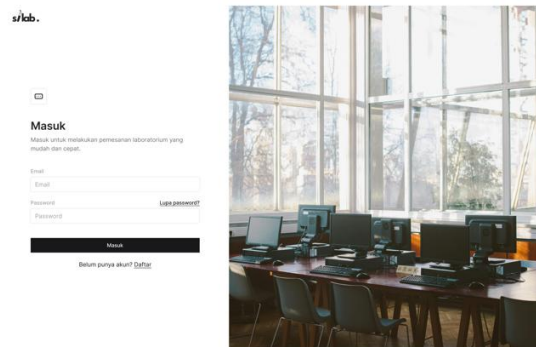 silab.
Masuk
Masuk untuk melakukan pemesanan laboratorium yang
mudah dan cepat.
Email
Email
Password
Lupa password?
Password
Masuk
Belum punya akun? Daftar